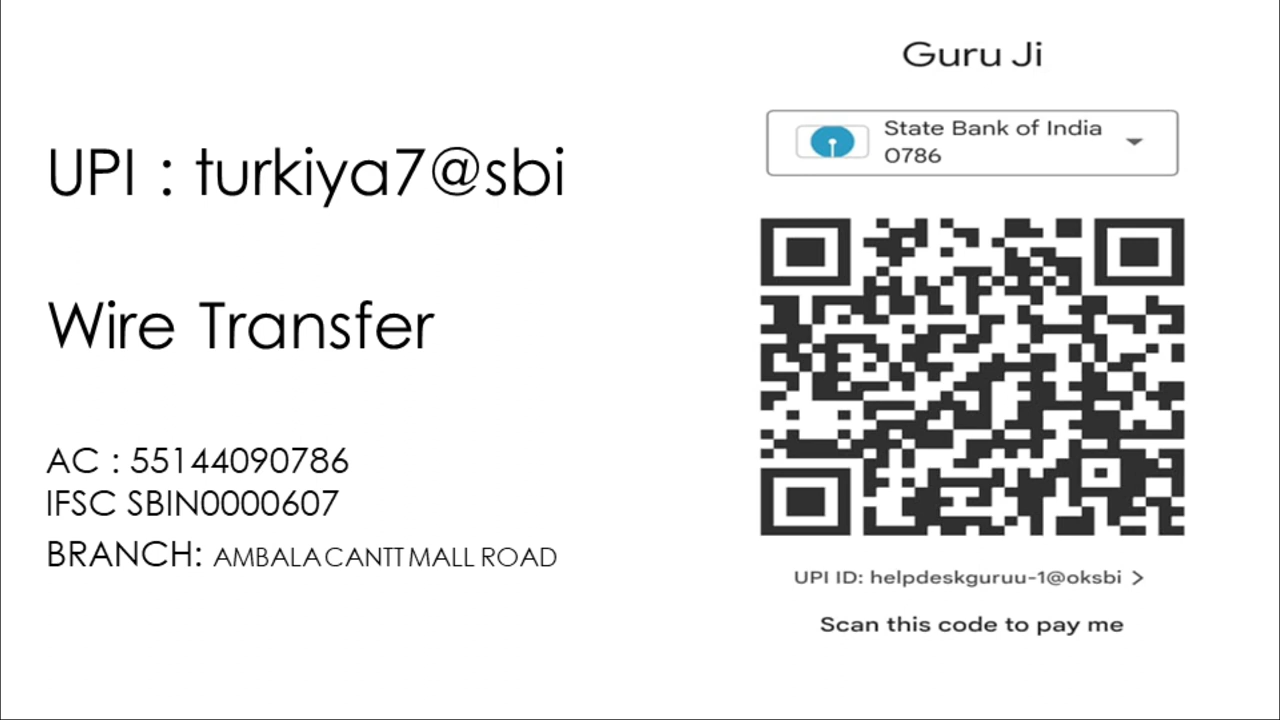 UPI : turkiya7@sbi
Wire Transfer
AC : 55144090786
IFSC SBIN0000607
BRANCH: AMBALA CANTT MALL ROAD
Guru Ji
State Bank of India
0786
UPI ID: helpdeskguruu-1@oksbi >
Scan this code to pay me